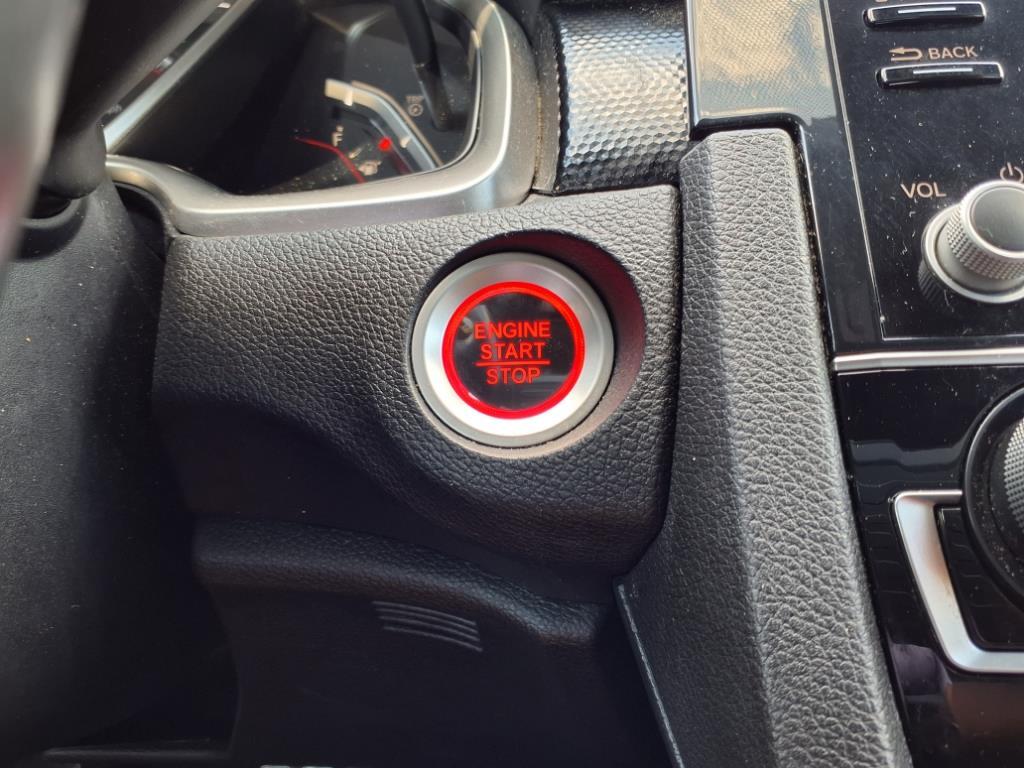 F
BACK
VOL
ENGINE
START
STOP